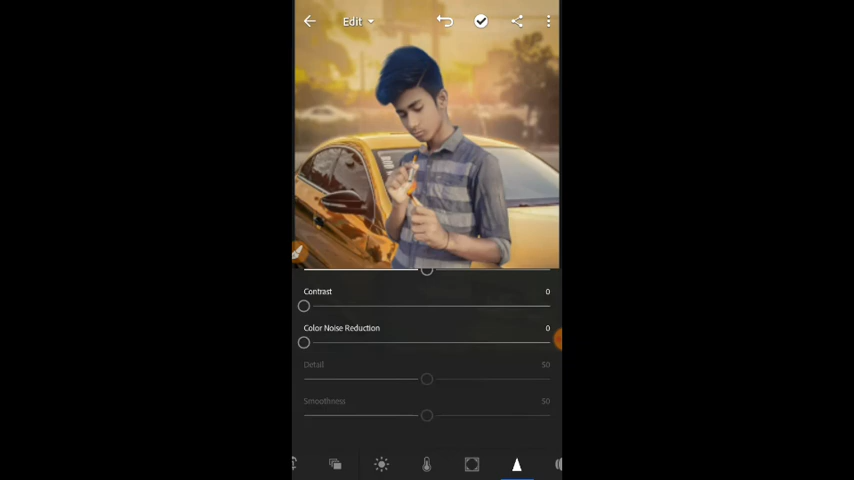 Edit
Contrast 0
Color Noise Reduction 0
Detail 50
Smoothness 50